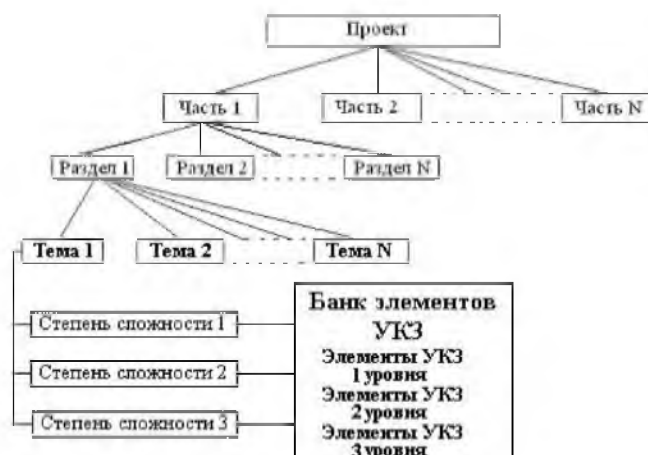 Проект
Часть 1 Часть 2 Часть N
Раздел 1 Раздел 2 Раздел N
Тема 1 Тема 2 Тема N
Банк элементов
УКЗ
Степень сложности 1
Элементы УКЗ
1 уровня
Степень сложности 2
Элементы УКЗ
2 уровня
Степень сложности 3
Элементы УКЗ
3 уровня